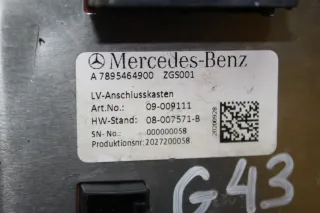 Mercedes-Benz
A 7895464900 ZGS001
LV-Anschlusskasten
Art.No.: 09-009111
HW-Stand: 08-007571-B
SN- No.: 000000058
Produktionsnr: 2027200058
G43